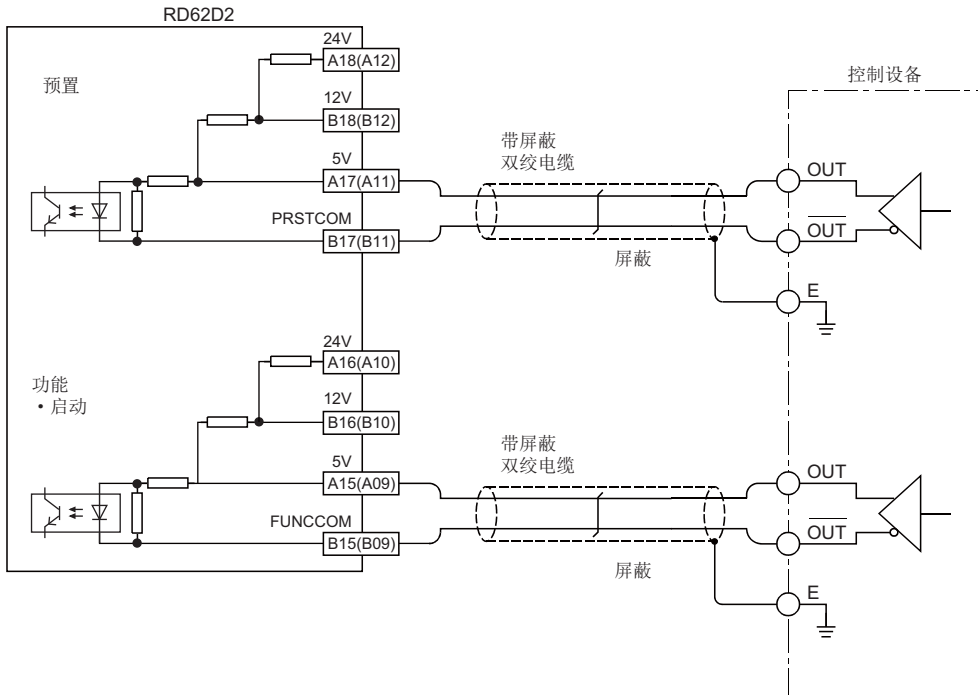 RD62D2
预置
24V
A18(A12)
12V
B18(B12)
5V
A17(A11)
PRSTCOM
B17(B11)
带屏蔽
双绞电缆
屏蔽
控制设备
OUT
OUT
E
功能
・启动
24V
A16(A10)
12V
B16(B10)
5V
A15(A09)
FUNCCOM
B15(B09)
带屏蔽
双绞电缆
屏蔽
OUT
OUT
E